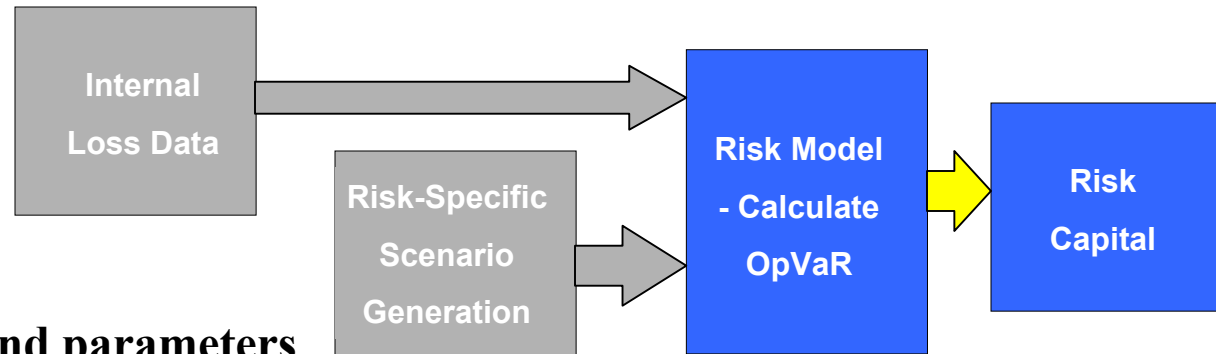 Internal
Loss Data
Risk-Specific
Scenario
Generation
Risk Model
- Calculate
OpVaR
Risk
Capital
nd parameters